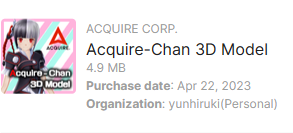 ACQUIRE CORP.
Acquire-Chan 3D Model
4.9 MB
Purchase date: Apr 22, 2023
Organization: yunhiruki(Personal)
ACQUIRE
Acquire-Chan
3D Model